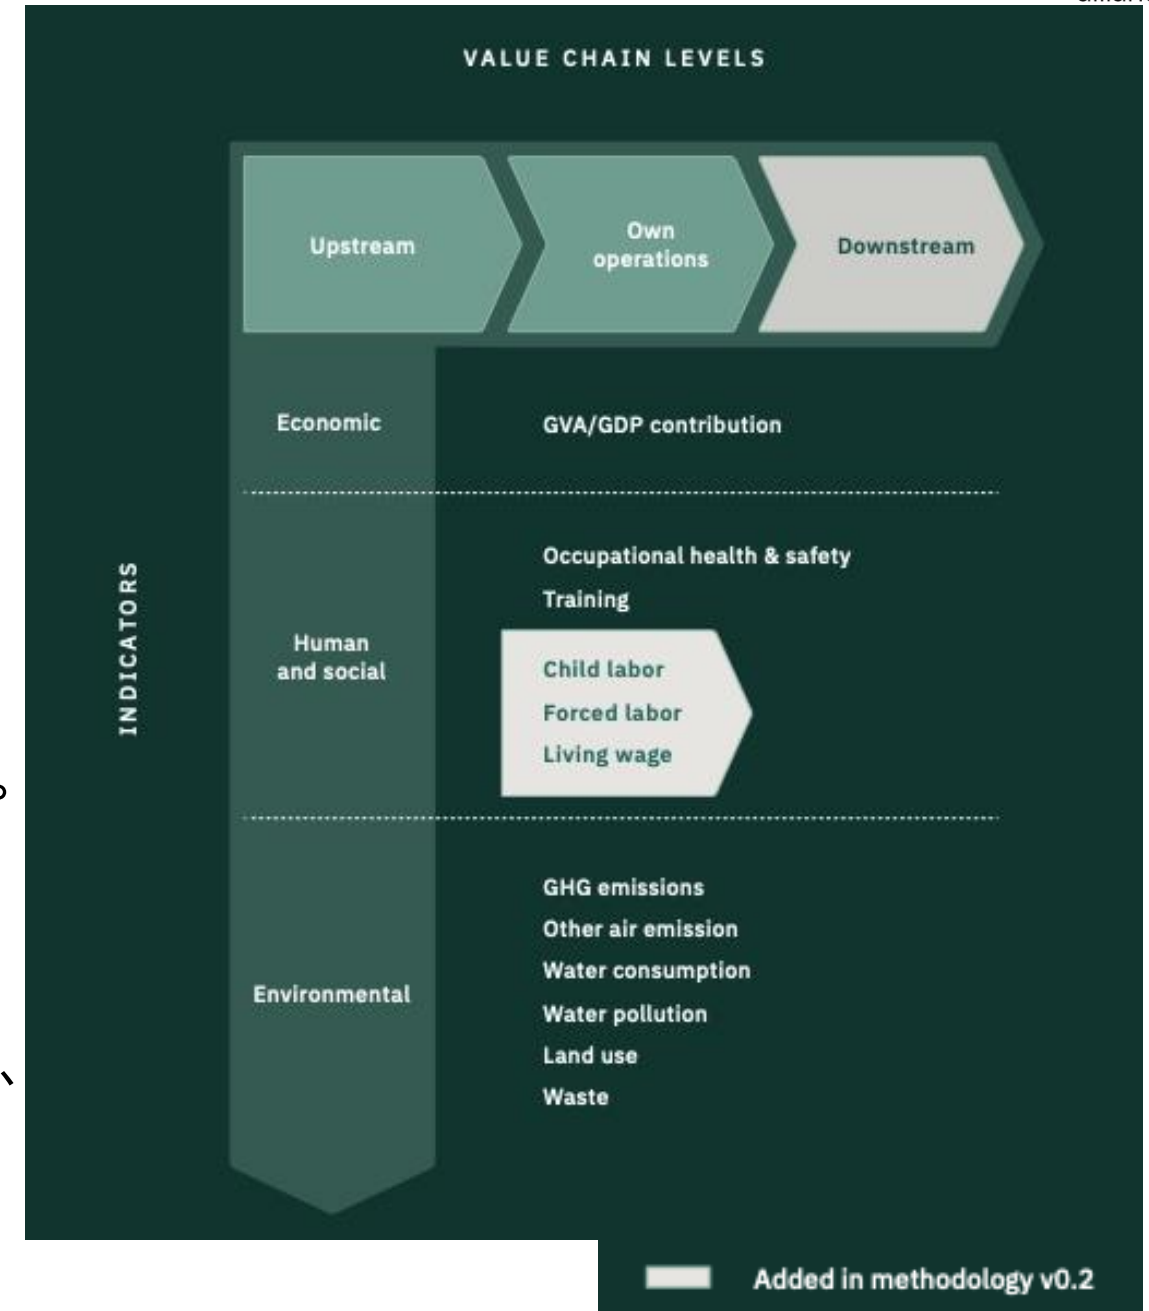 VALUE CHAIN LEVELS
Upstream
Own
operations
Downstream
INDICATORS
Economic
GVA/GDP contribution
Human
and social
Occupational health & safety
Training
Child labor
Forced labor
Living wage
Environmental
GHG emissions
Other air emission
Water consumption
Water pollution
Land use
Waste
Added in methodology v0.2